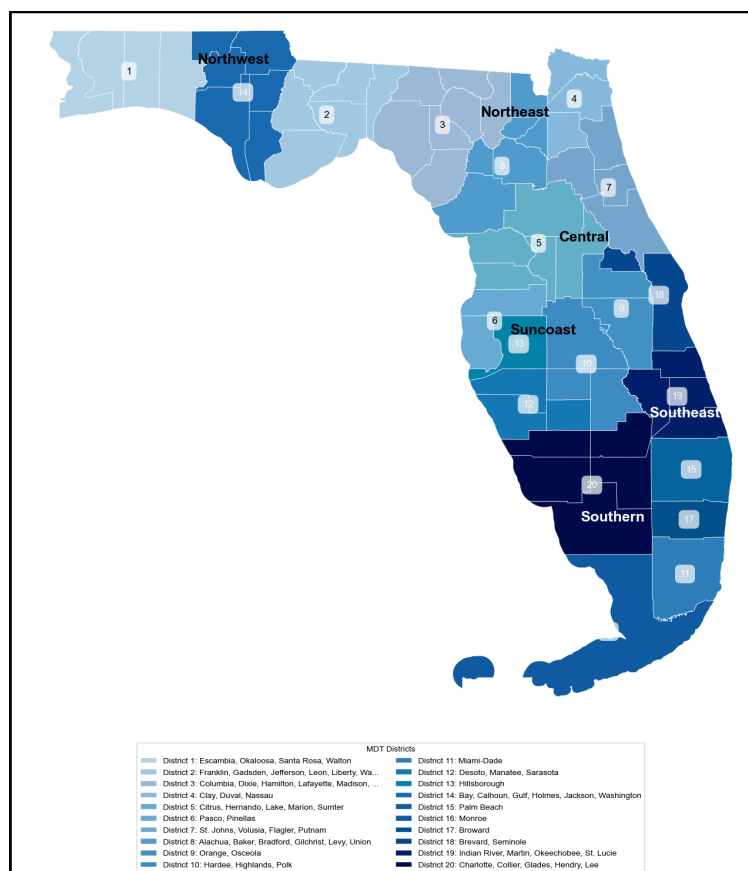 Northwest
1
14
2
3
Northeast
4
8
7
5
Central
18
9
6
Suncoast
13
10
12
19
Southeast
15
20
Southern
17
11
MDT Districts
District 1: Escambia, Okaloosa, Santa Rosa, Walton
District 2: Franklin, Gadsden, Jefferson, Leon, Liberty, Wa...
District 3: Columbia, Dixie, Hamilton, Lafayette, Madison, ...
District 4: Clay, Duval, Nassau
District 5: Citrus, Hernando, Lake, Marion, Sumter
District 6: Pasco, Pinellas
District 7: St. Johns, Volusia, Flagler, Putnam
District 8: Alachua, Baker, Bradford, Gilchrist, Levy, Union
District 9: Orange, Osceola
District 10: Hardee, Highlands, Polk
District 11: Miami-Dade
District 12: Desoto, Manatee, Sarasota
District 13: Hillsborough
District 14: Bay, Calhoun, Gulf, Holmes, Jackson, Washington
District 15: Palm Beach
District 16: Monroe
District 17: Broward
District 18: Brevard, Seminole
District 19: Indian River, Martin, Okeechobee, St. Lucie
District 20: Charlotte, Collier, Glades, Hendry, Lee